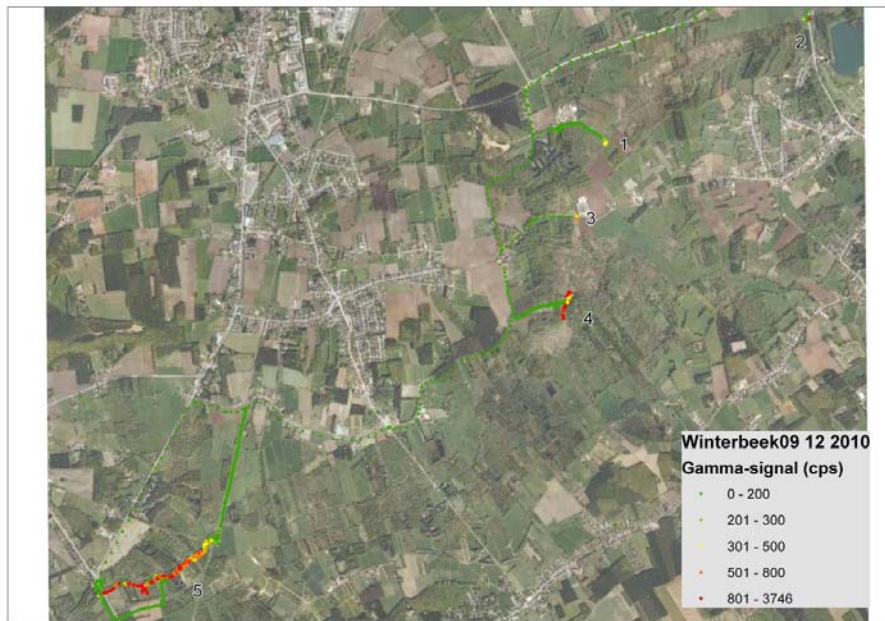 2
1
3
4
5
Winterbeek09 12 2010
Gamma-signal (cps)
0 - 200
201 - 300
301 - 500
501 - 800
801 - 3746